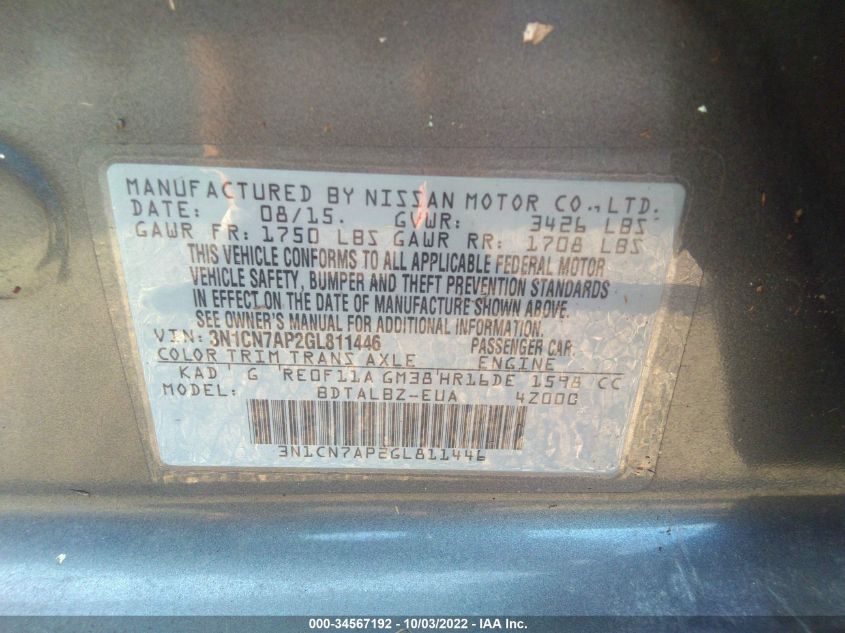 MANUFACTURED BY NISSAN MOTOR CO., LTD.
DATE: 08/15. GVWR: 3426 LBS
GAWR FR: 1750 LBS GAWR RR: 1708 LBS
THIS VEHICLE CONFORMS TO ALL APPLICABLE FEDERAL MOTOR
VEHICLE SAFETY, BUMPER AND THEFT PREVENTION STANDARDS
IN EFFECT ON THE DATE OF MANUFACTURE SHOWN ABOVE.
SEE OWNER'S MANUAL FOR ADDITIONAL INFORMATION.
VIN: 3N1CN7AP2GL811446 PASSENGER CAR
COLOR TRIM TRANS AXLE ENGINE
KAD G RE0F11A GM38 HR16DE 1598 CC
MODEL: BDTALBZ-EUA 4Z000
3N1CN7AP2GL811446
000-34567192 - 10/03/2022 - IAA Inc.